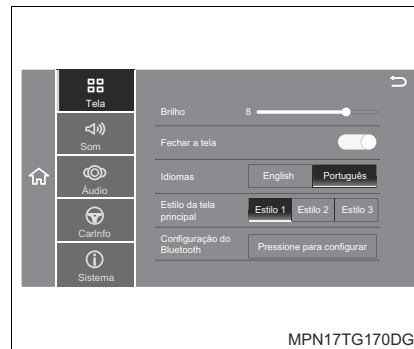 Tela
Som
Áudio
CarInfo
Sistema
Brilho 8
Fechar a tela
Idiomas English Português
Estilo da tela
principal
Estilo 1 Estilo 2 Estilo 3
Configuração do
Bluetooth
Pressione para configurar
MPN17TG170DG